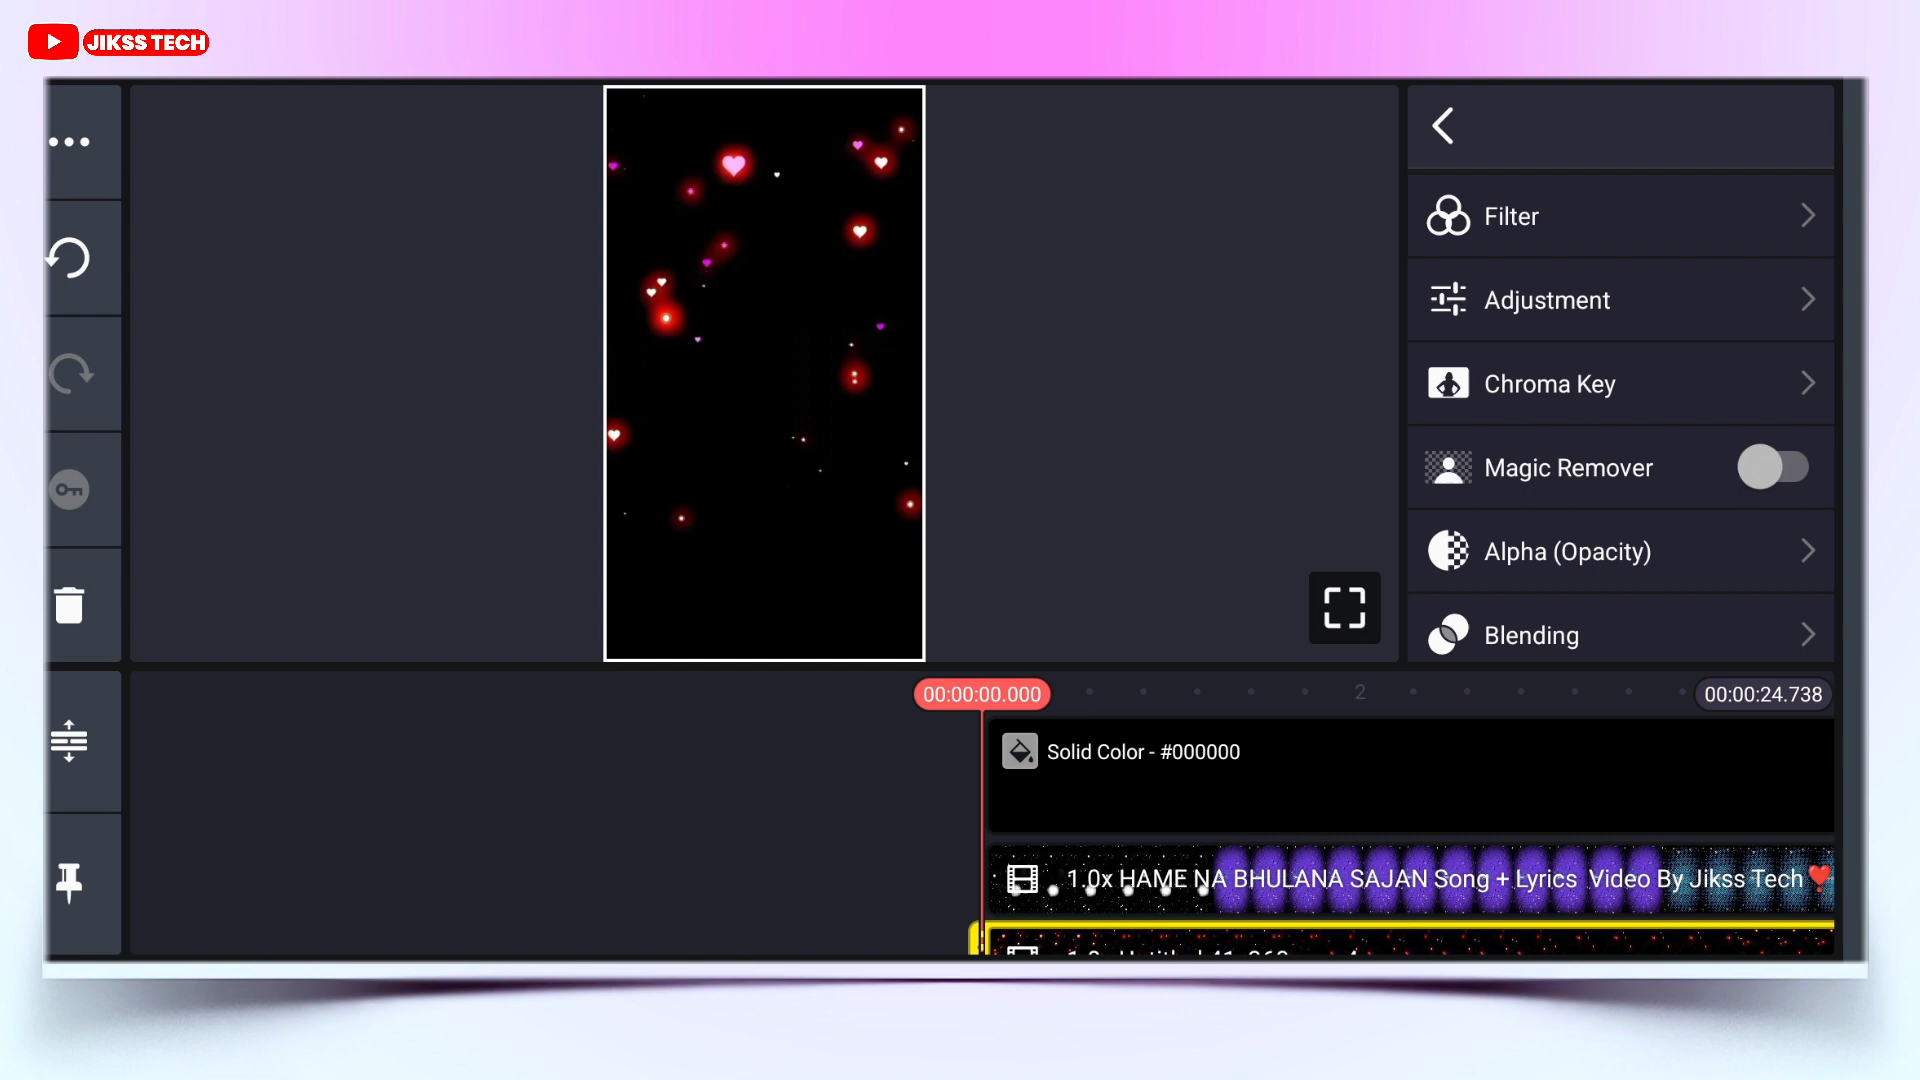 JIKSS TECH
Filter
Adjustment
Chroma Key
Magic Remover
Alpha (Opacity)
Blending
00:00:00.000
2
00:00:24.738
Solid Color - #000000
1.0x HAME NA BHULANA SAJAN Song + Lyrics Video By Jikss Tech❤️